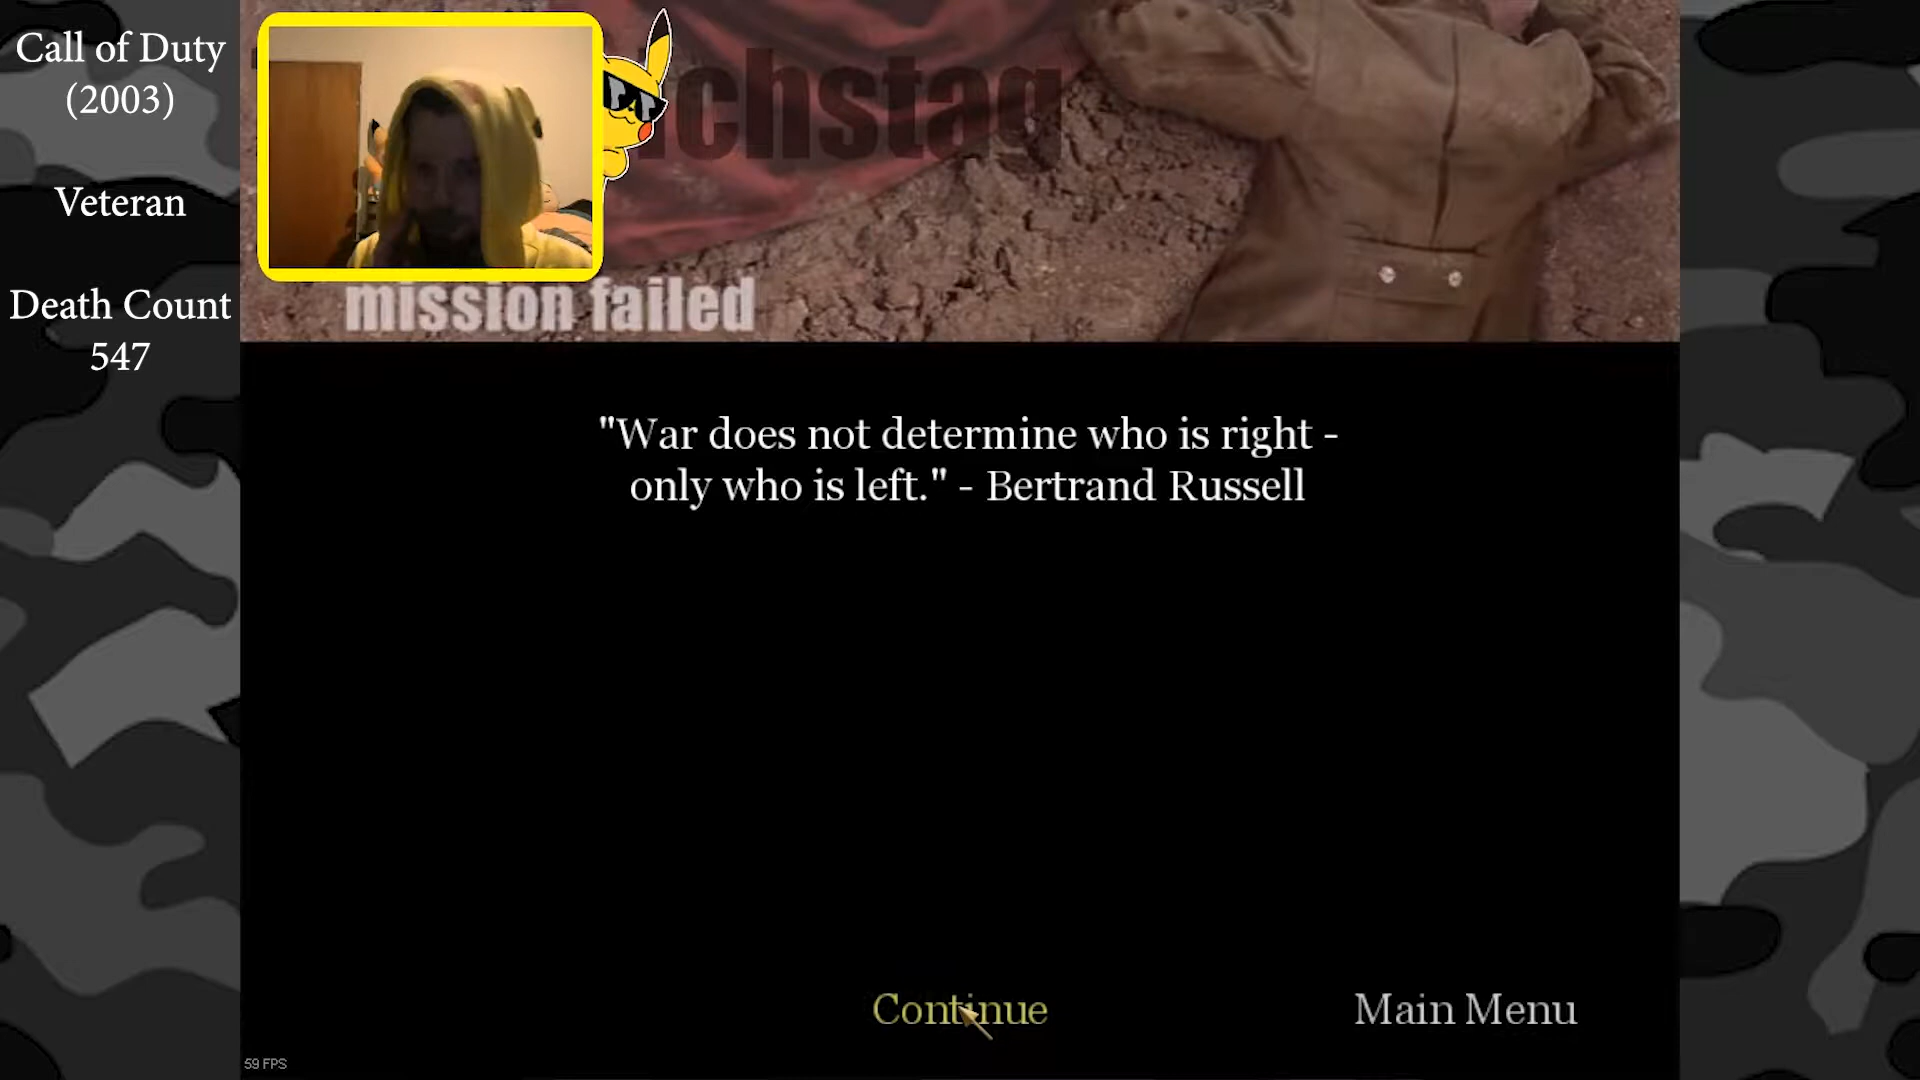 Call of Duty
(2003)
Veteran
Death Count
547
chstag
mission failed
"War does not determine who is right -
only who is left." - Bertrand Russell
Continue
Main Menu
59 FPS